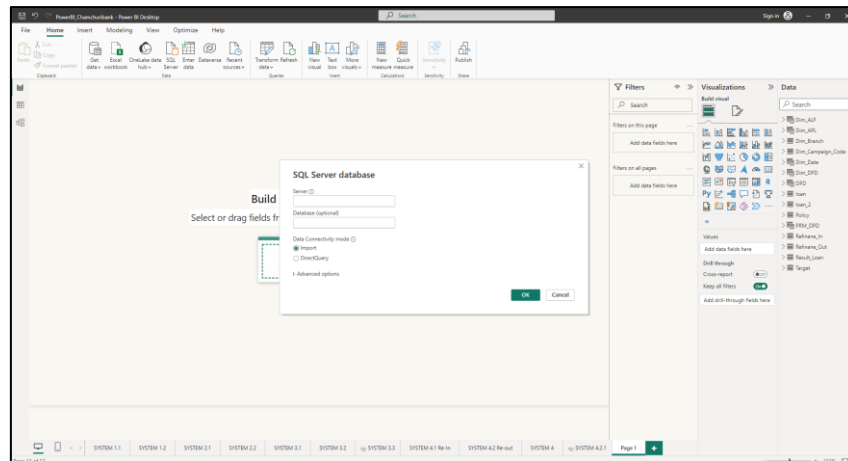 PowerBI_Chamchuribank - Power BI Desktop
Search
Sign in
File Home Insert Modeling View Optimize Help
Paste
Cut
Copy
Format painter
Get data
Excel workbook
OneLake data hub
SQL Server
Enter data
Dataverse
Recent sources
Transform data
Refresh
New visual
Text box
More visuals
New measure
Quick measure
Sensitivity
Publish
Clipboard
Data
Queries
Insert
Calculations
Sensitivity
Share
Build
Select or drag fields fr
SQL Server database
Server
Database (optional)
Data Connectivity mode
Import
DirectQuery
Advanced options
OK
Cancel
Filters
Search
Filters on this page
Add data fields here
Filters on all pages
Add data fields here
Visualizations
Build visual
Values
Add data fields here
Drill through
Cross-report
Off
Keep all filters
On
Add drill-through fields here
Data
Search
Dim_ALF
Dim_APL
Dim_Branch
Dim_Campaign_Code
Dim_Date
Dim_DPD
DPD
loan
loan_2
Policy
PRM_DPD
Refinane_In
Refinane_Out
Result_Loan
Target
SYSTEM 1.1
SYSTEM 1.2
SYSTEM 2.1
SYSTEM 2.2
SYSTEM 3.1
SYSTEM 3.2
SYSTEM 3.3
SYSTEM 4.1 Re-In
SYSTEM 4.2 Re-out
SYSTEM 4
SYSTEM 4.2.1
Page 1